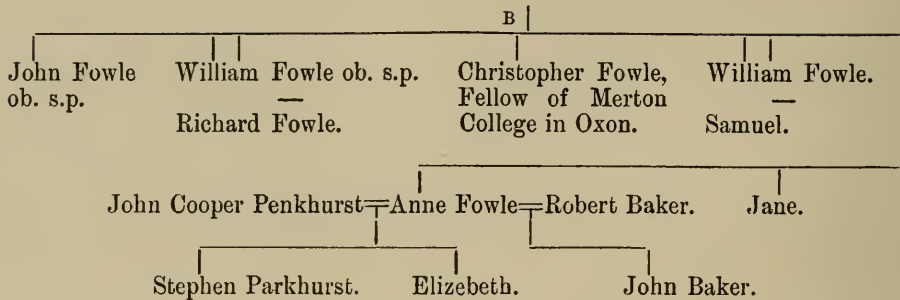 B
John Fowle William Fowle ob. s.p. Christopher Fowle, William Fowle.
ob. s.p. — Fellow of Merton —
Richard Fowle. College in Oxon. Samuel.
John Cooper Penkhurst Anne Fowle Robert Baker. Jane.
Stephen Parkhurst. Elizebeth. John Baker.